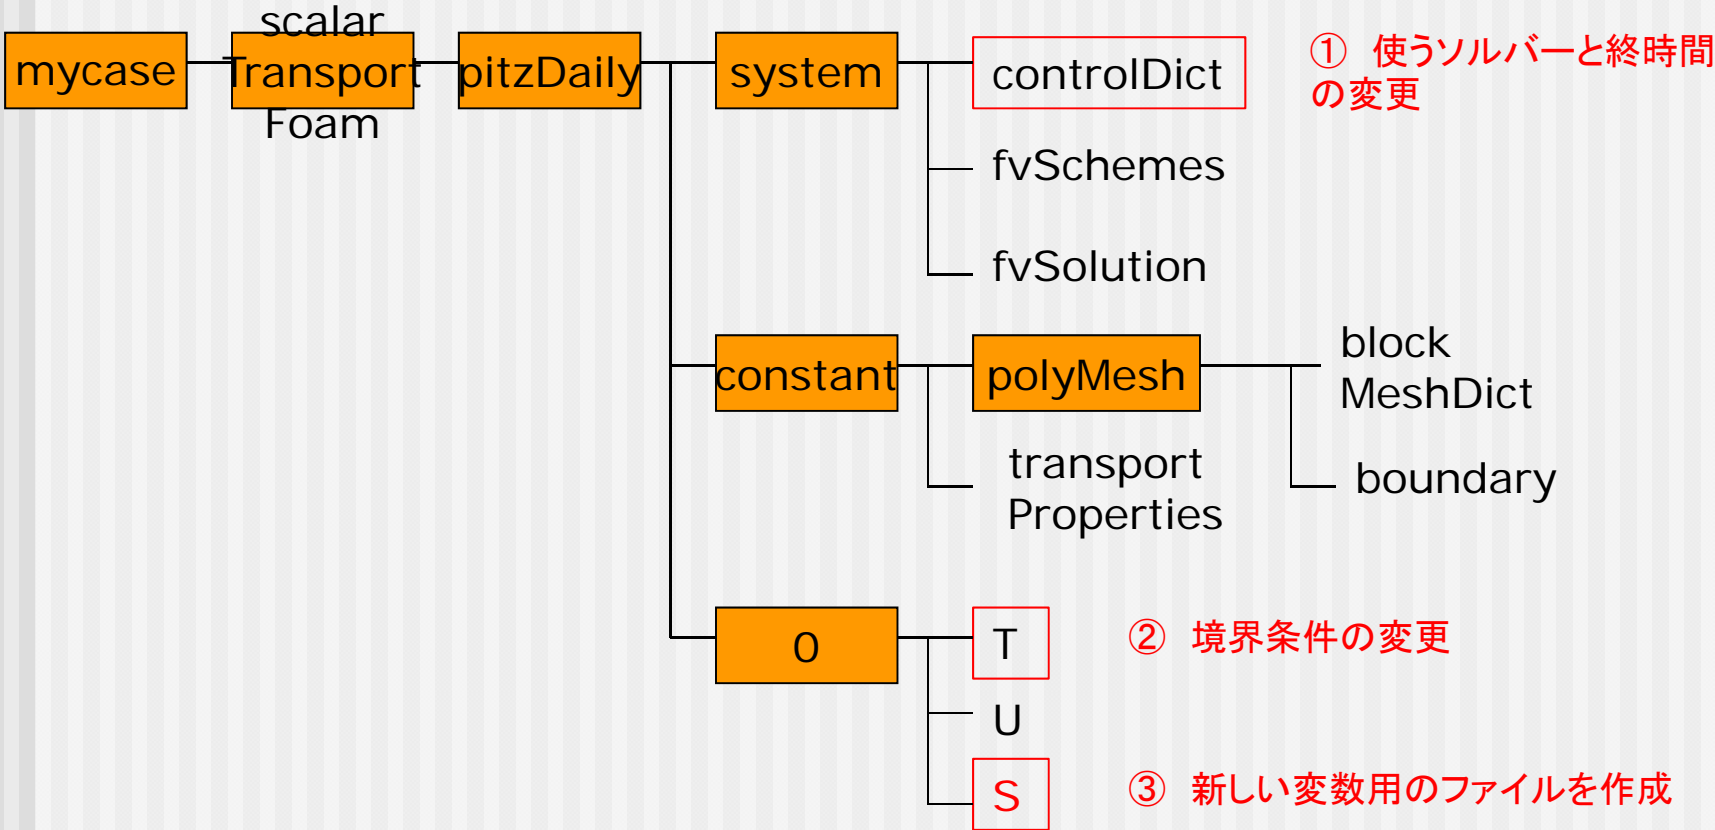 mycase
scalar
Transport
Foam
pitzDaily
system
controlDict
① 使うソルバーと終時間
の変更
fvSchemes
fvSolution
constant
polyMesh
block
MeshDict
transport
Properties
boundary
0
T
② 境界条件の変更
U
S
③ 新しい変数用のファイルを作成